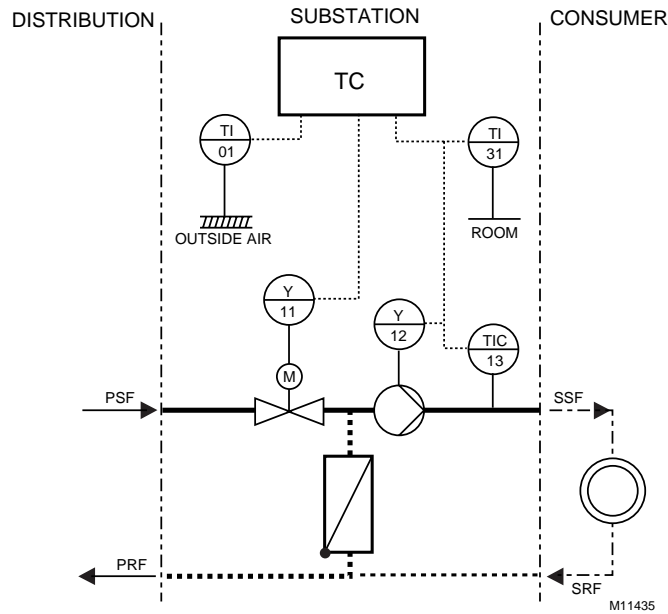 DISTRIBUTION
SUBSTATION
CONSUMER
TC
TI
01
TI
31
OUTSIDE AIR
ROOM
Y
11
Y
12
TIC
13
M
PSF
SSF
PRF
SRF
M11435